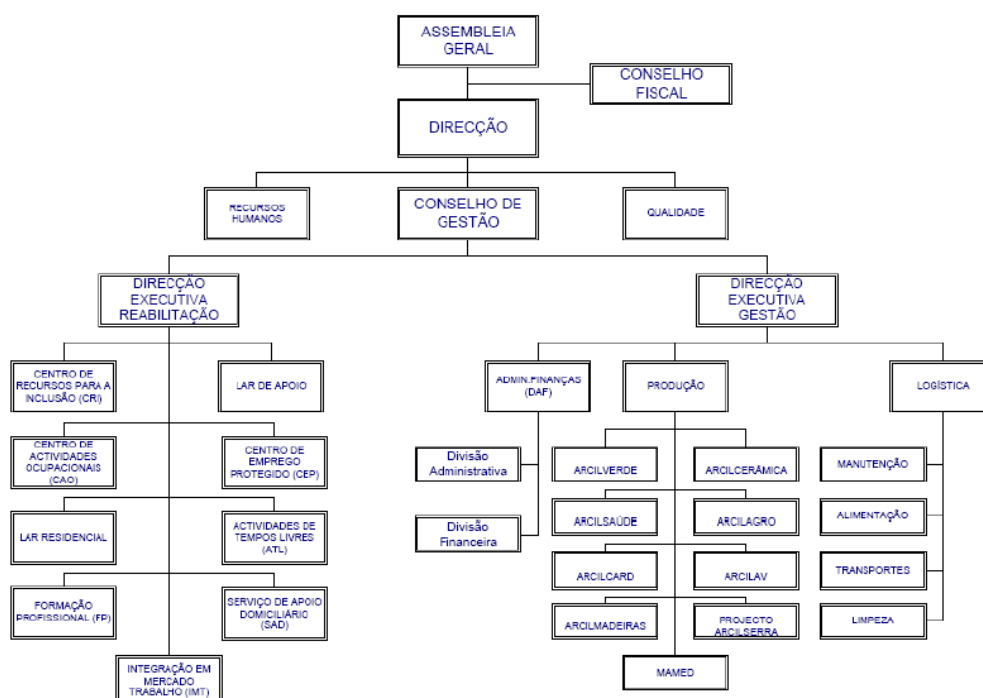 ASSEMBLEIA
GERAL
CONSELHO
FISCAL
DIRECÇÃO
RECURSOS
HUMANOS
CONSELHO DE
GESTÃO
QUALIDADE
DIRECÇÃO
EXECUTIVA
REABILITAÇÃO
DIRECÇÃO
EXECUTIVA
GESTÃO
CENTRO DE
RECURSOS PARA A
INCLUSÃO (CRI)
LAR DE APOIO
CENTRO DE
ACTIVIDADES
OCUPACIONAIS
(CAO)
CENTRO DE
EMPREGO
PROTEGIDO (CEP)
LAR RESIDENCIAL
ACTIVIDADES DE
TEMPOS LIVRES
(ATL)
FORMAÇÃO
PROFISSIONAL (FP)
SERVIÇO DE APOIO
DOMICILIÁRIO
(SAD)
INTEGRAÇÃO EM
MERCADO
TRABALHO (IMT)
ADMIN.FINANÇAS
(DAF)
Divisão
Administrativa
Divisão
Financeira
PRODUÇÃO
ARCILVERDE
ARCILCERÂMICA
ARCILSAÚDE
ARCILAGRO
ARCILCARD
ARCILAV
ARCILMADEIRAS
PROJECTO
ARCILSERRA
MAMED
LOGÍSTICA
MANUTENÇÃO
ALIMENTAÇÃO
TRANSPORTES
LIMPEZA